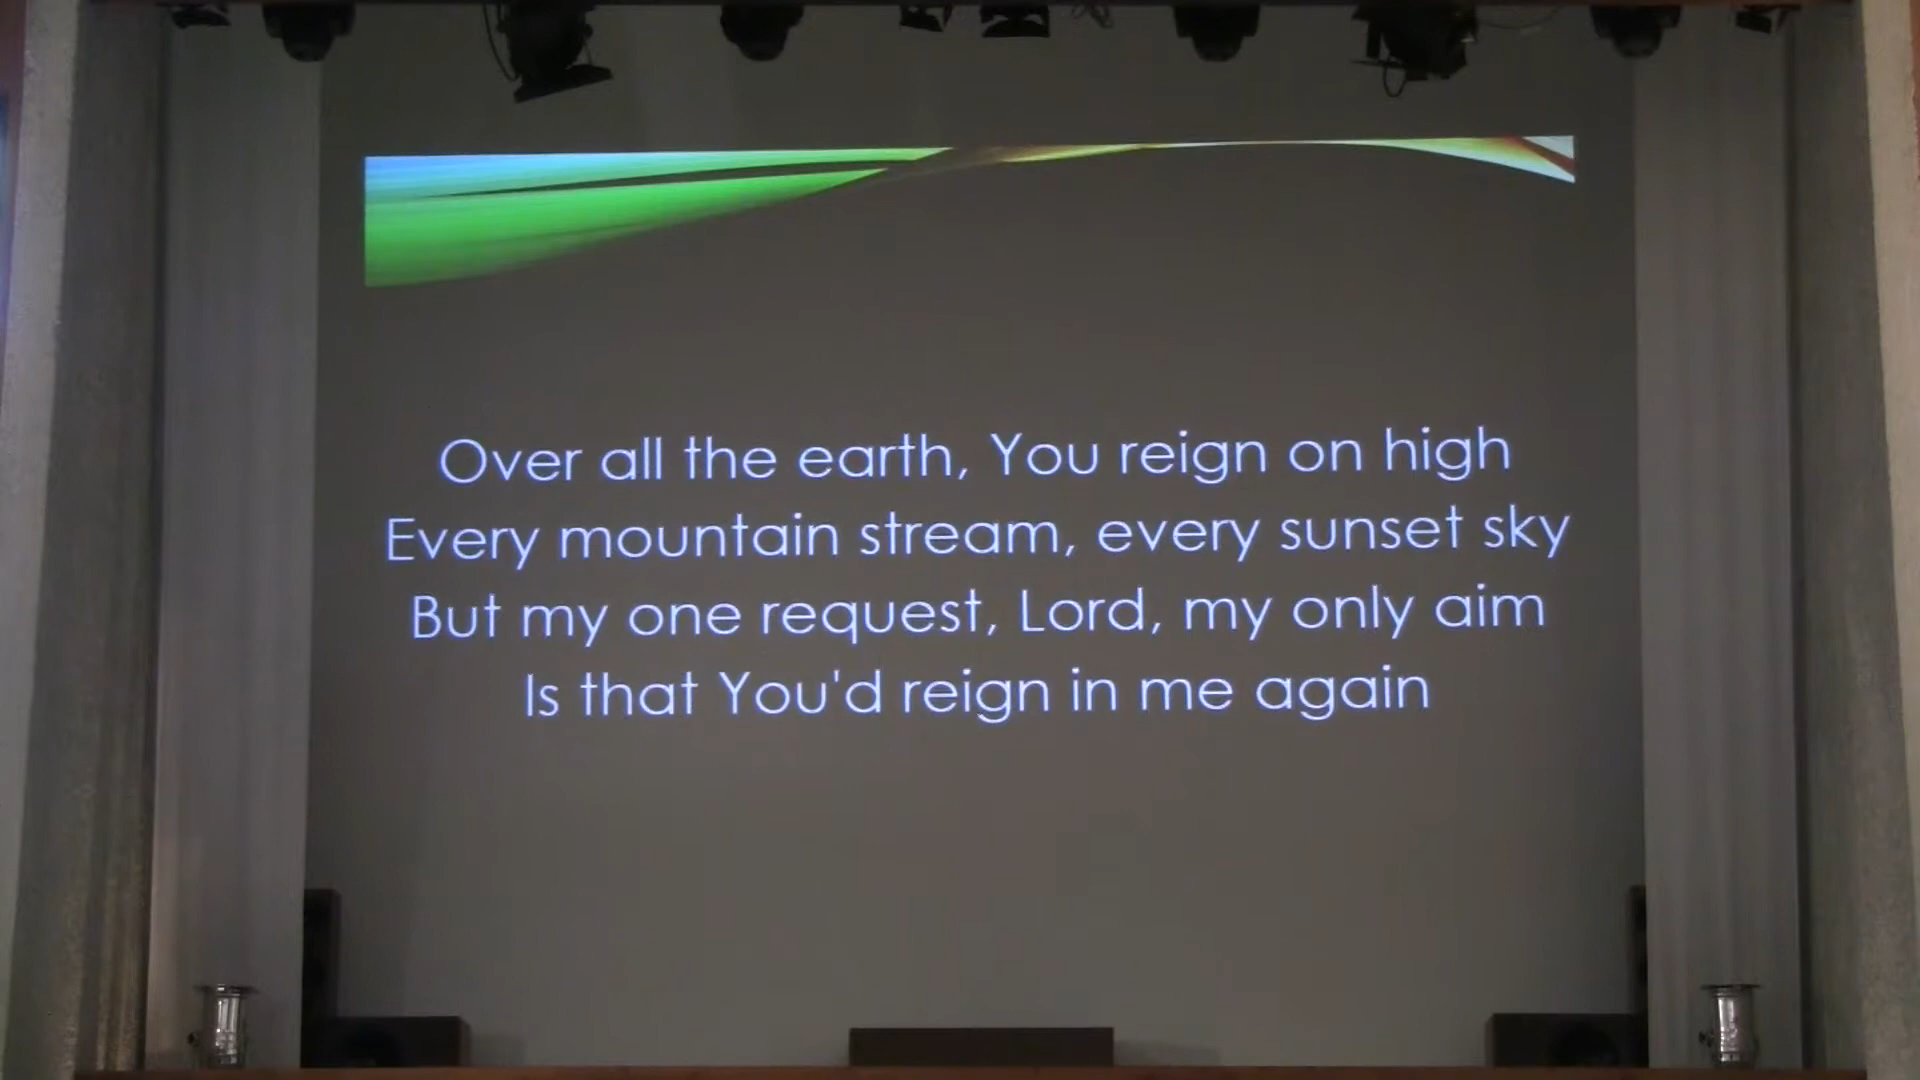 Over all the earth, You reign on high
Every mountain stream, every sunset sky
But my one request, Lord, my only aim
Is that You'd reign in me again